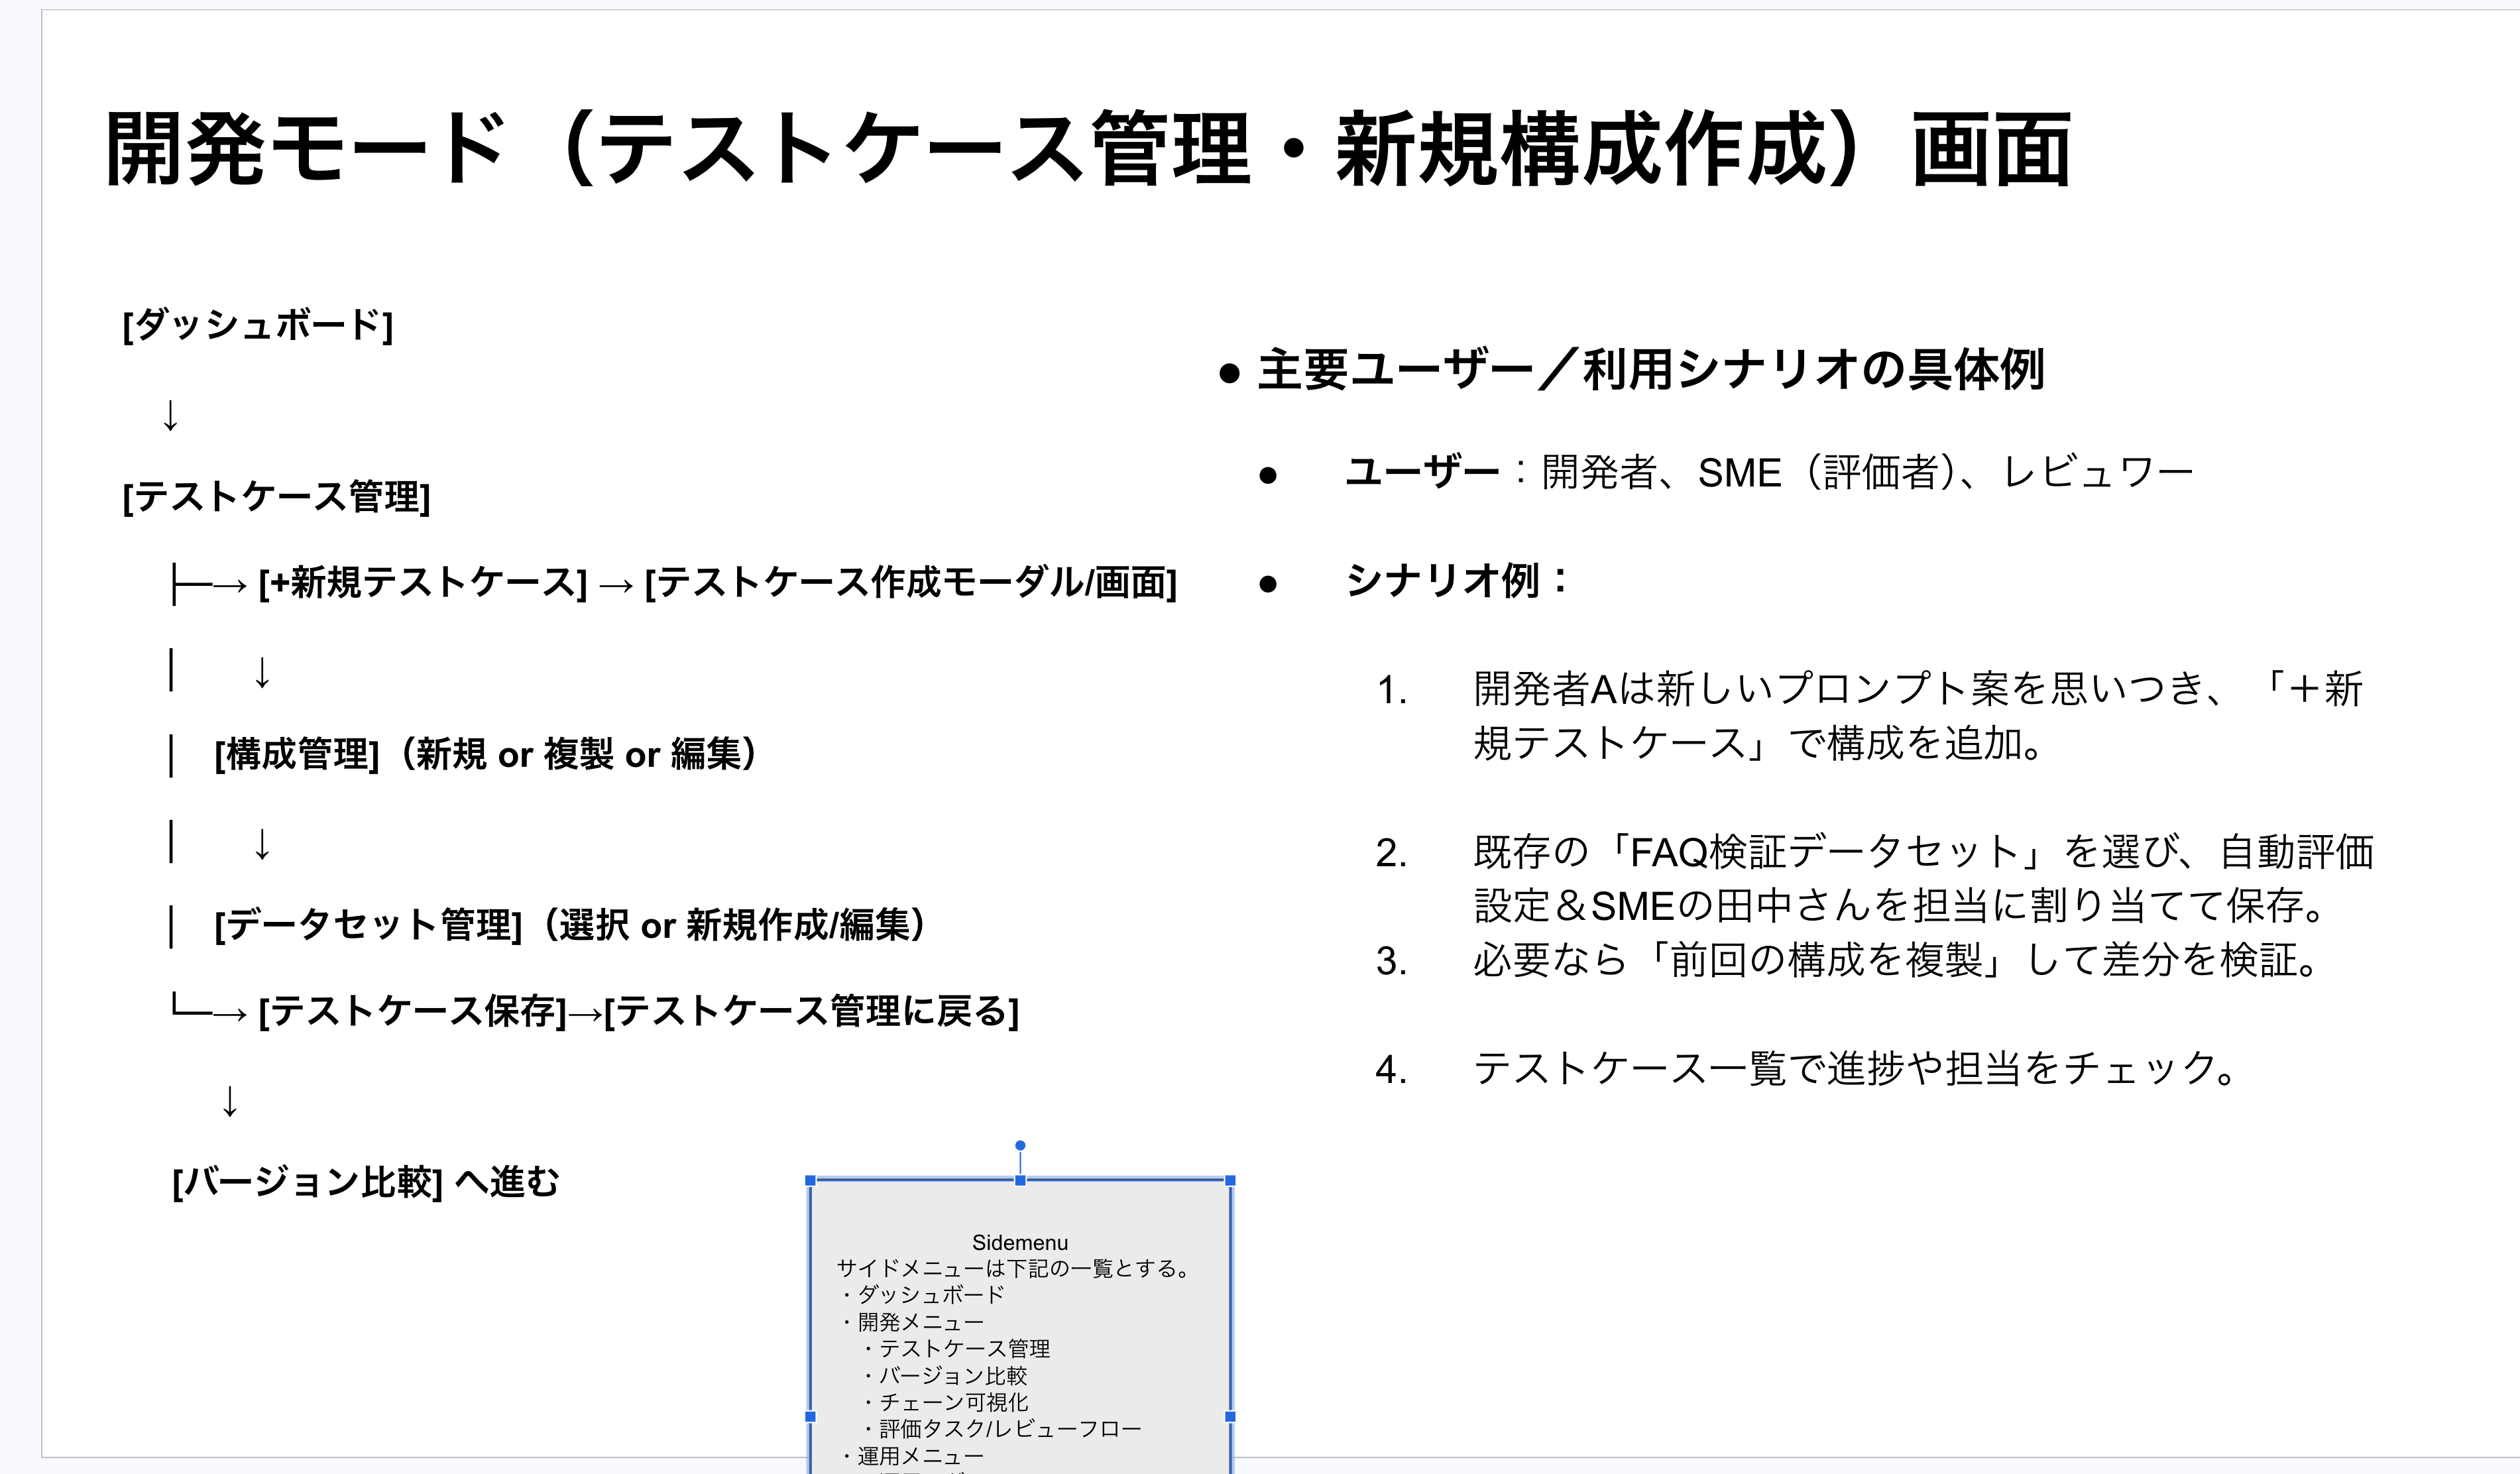 開発モード（テストケース管理・新規構成作成）画面
[ダッシュボード]
↓
[テストケース管理]
├─→ [+新規テストケース] → [テストケース作成モーダル/画面]
│ ↓
│ [構成管理]（新規 or 複製 or 編集）
│ ↓
│ [データセット管理]（選択 or 新規作成/編集）
└─→ [テストケース保存]→[テストケース管理に戻る]
↓
[バージョン比較] へ進む
● 主要ユーザー／利用シナリオの具体例
● ユーザー：開発者、SME（評価者）、レビュワー
● シナリオ例：
1. 開発者Aは新しいプロンプト案を思いつき、「＋新
規テストケース」で構成を追加。
2. 既存の「FAQ検証データセット」を選び、自動評価
設定＆SMEの田中さんを担当に割り当てて保存。
3. 必要なら「前回の構成を複製」して差分を検証。
4. テストケース一覧で進捗や担当をチェック。
Sidemenu
サイドメニューは下記の一覧とする。
・ダッシュボード
・開発メニュー
・テストケース管理
・バージョン比較
・チェーン可視化
・評価タスク/レビューフロー
・運用メニュー